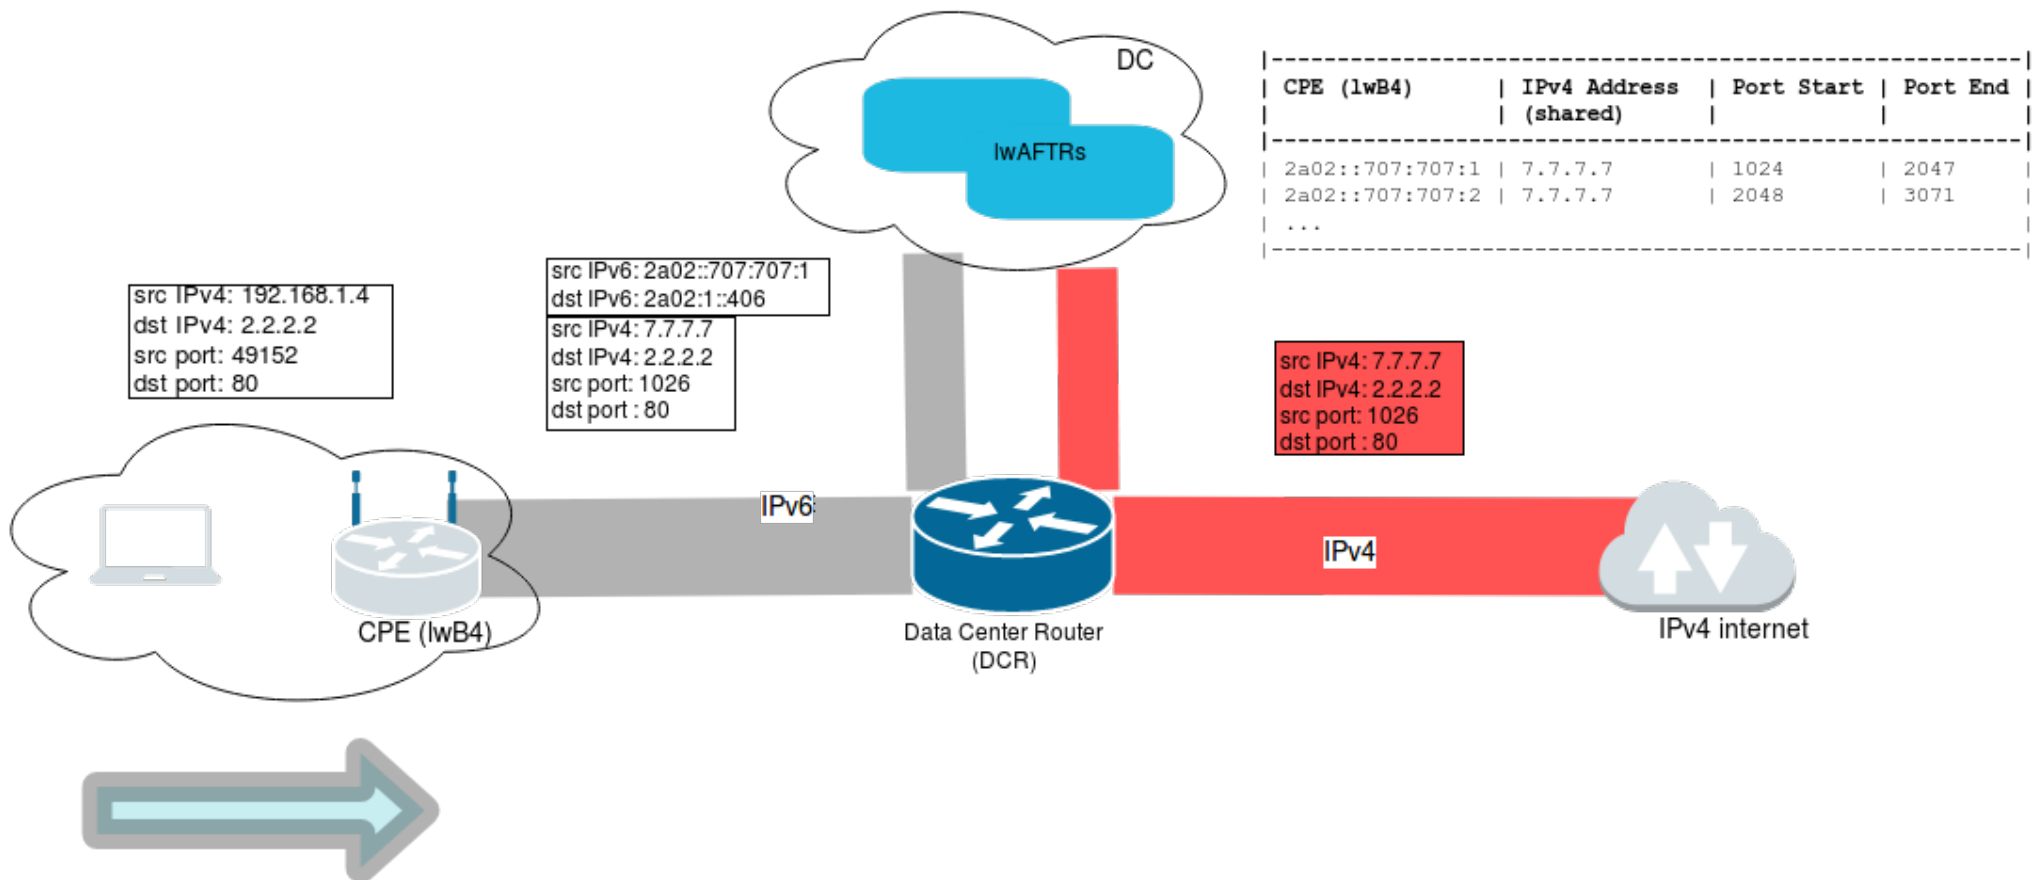 DC
lwAFTRs
|--------------------------------------------|
| CPE (lwB4) | IPv4 Address | Port Start | Port End |
| | (shared) | | |
|--------------------------------------------|
| 2a02::707:707:1 | 7.7.7.7 | 1024 | 2047 |
| 2a02::707:707:2 | 7.7.7.7 | 2048 | 3071 |
| ... |
|--------------------------------------------|
src IPv4: 192.168.1.4
dst IPv4: 2.2.2.2
src port: 49152
dst port: 80
src IPv6: 2a02::707:707:1
dst IPv6: 2a02:1::406
src IPv4: 7.7.7.7
dst IPv4: 2.2.2.2
src port: 1026
dst port : 80
src IPv4: 7.7.7.7
dst IPv4: 2.2.2.2
src port: 1026
dst port : 80
IPv6
IPv4
CPE (lwB4)
Data Center Router
(DCR)
IPv4 internet